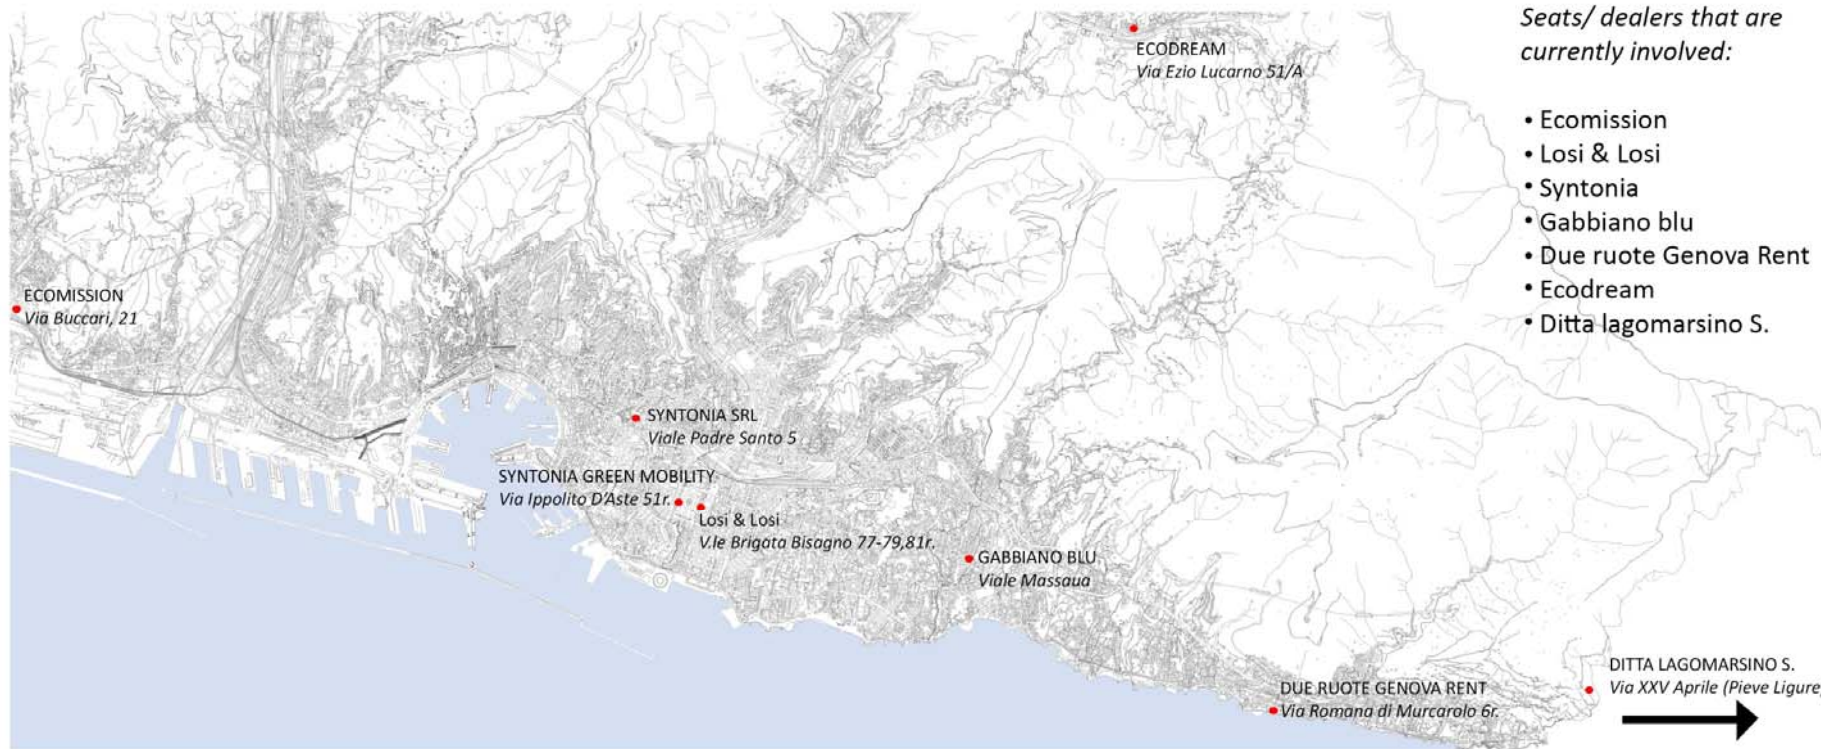 Seats/ dealers that are
currently involved:
• Ecomission
• Losi & Losi
• Syntonia
• Gabbiano blu
• Due ruote Genova Rent
• Ecodream
• Ditta lagomarsino S.
ECODREAM
Via Ezio Lucarno 51/A
ECOMISSION
Via Buccari, 21
SYNTONIA SRL
Viale Padre Santo 5
SYNTONIA GREEN MOBILITY
Via Ippolito D'Aste 51r.
Losi & Losi
V.le Brigata Bisagno 77-79,81r.
GABBIANO BLU
Viale Massaua
DUE RUOTE GENOVA RENT
Via Romana di Murcarolo 6r.
DITTA LAGOMARSINO S.
Via XXV Aprile (Pieve Ligure)